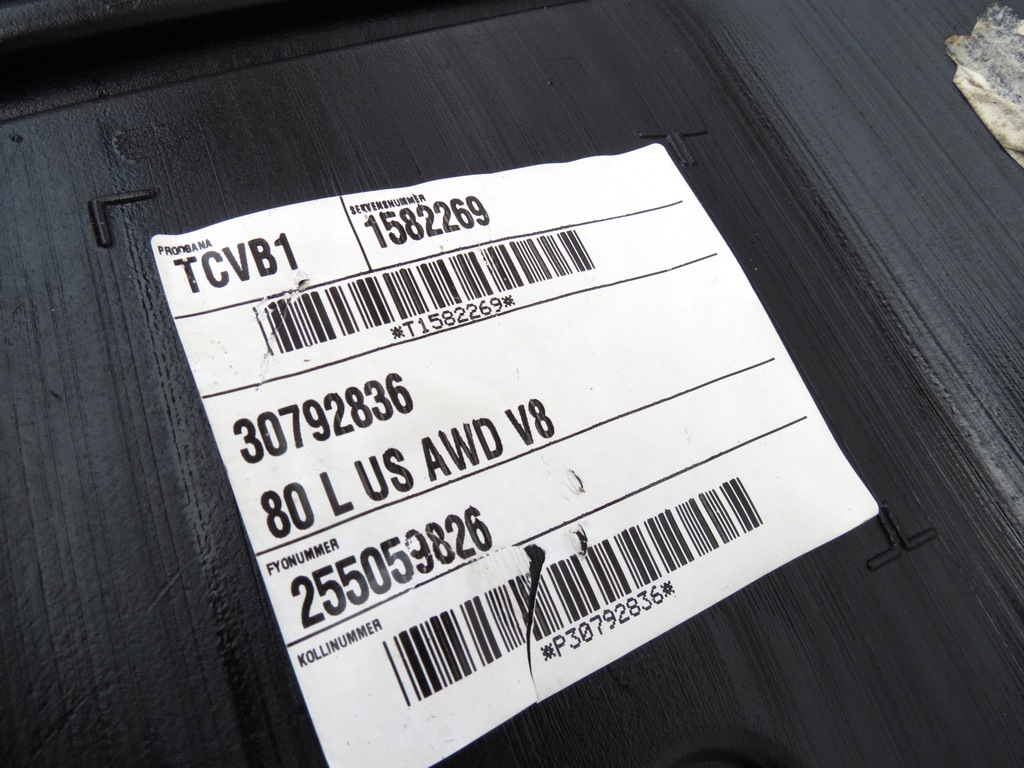 PRODBANA
SEKVENSNUMMER
TCVB1
1582269
*T1582269*
30792836
80 L US AWD V8
FYONUMMER
255059826
KOLLINUMMER
*P30792836*